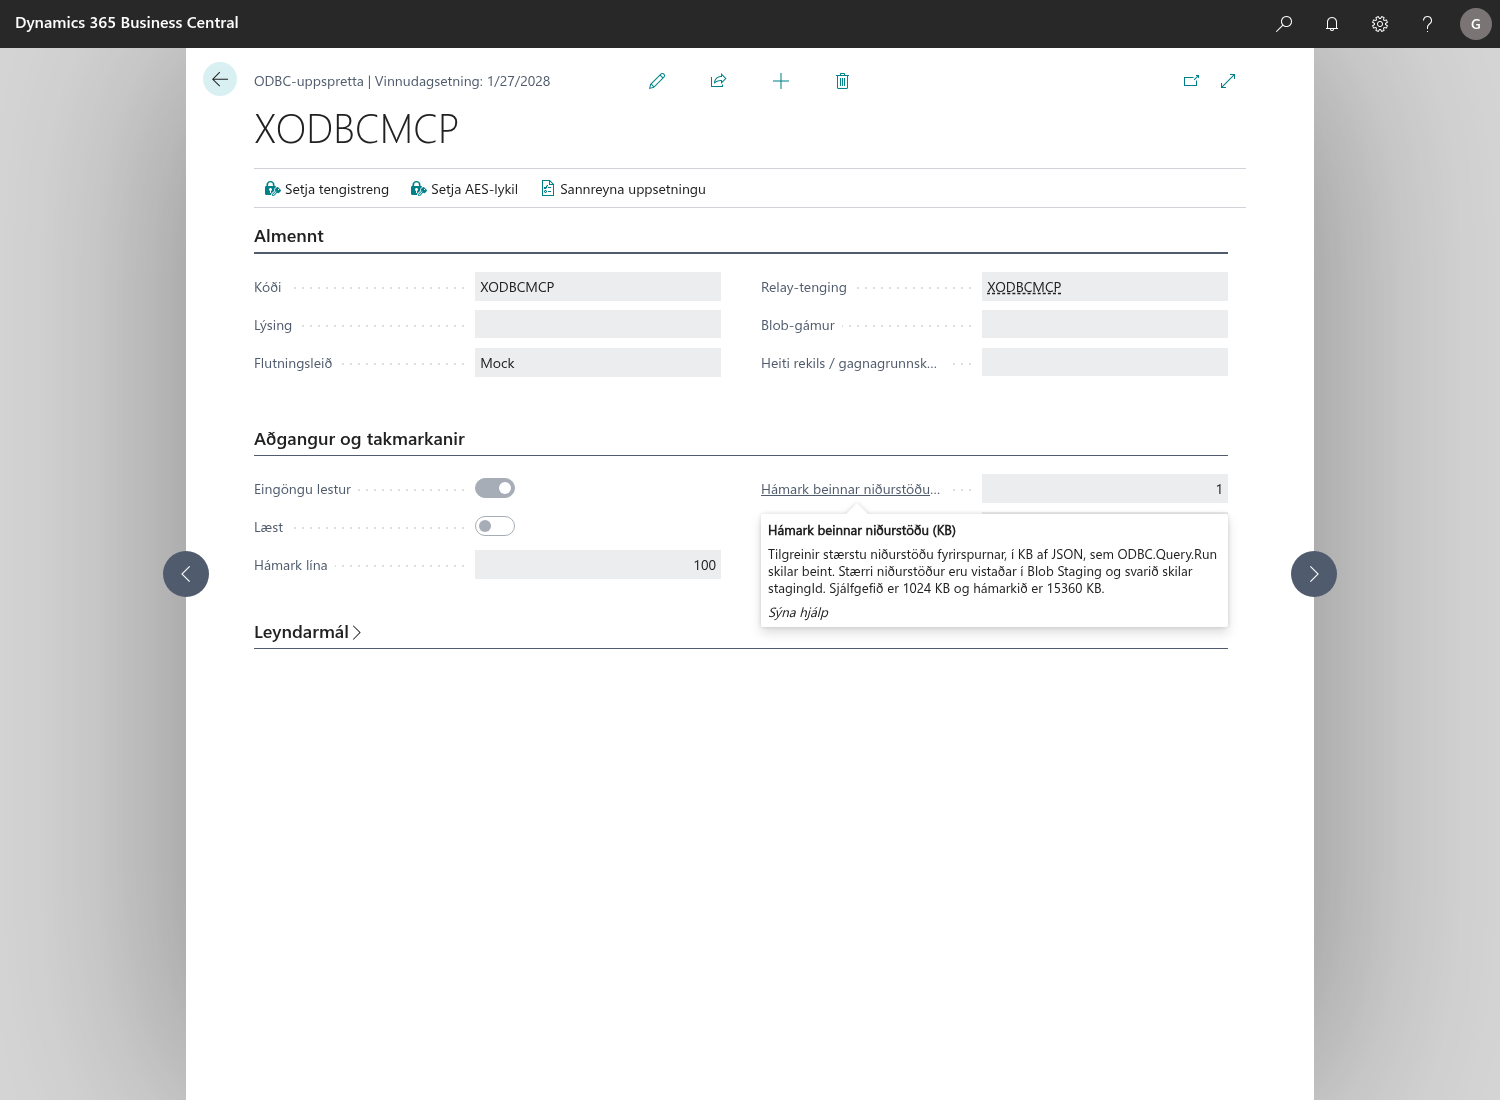 Dynamics 365 Business Central
G
ODBC-uppspretta | Vinnudagsetning: 1/27/2028
XODBCMCP
Setja tengistreng
Setja AES-lykil
Sannreyna uppsetningu
Almennt
Kóði
XODBCMCP
Relay-tenging
XODBCMCP
Lýsing
Blob-gámur
Flutningsleið
Mock
Heiti rekils / gagnagrunnsk...
Aðgangur og takmarkanir
Eingöngu lestur
Hámark beinnar niðurstöðu...
1
Læst
Hámark beinnar niðurstöðu (KB)
Tilgreinir stærstu niðurstöðu fyrirspurnar, í KB af JSON, sem ODBC.Query.Run
skilar beint. Stærri niðurstöður eru vistaðar í Blob Staging og svarið skilar
stagingId. Sjálfgefið er 1024 KB og hámarkið er 15360 KB.
Sýna hjálp
Hámark lína
100
Leyndarmál